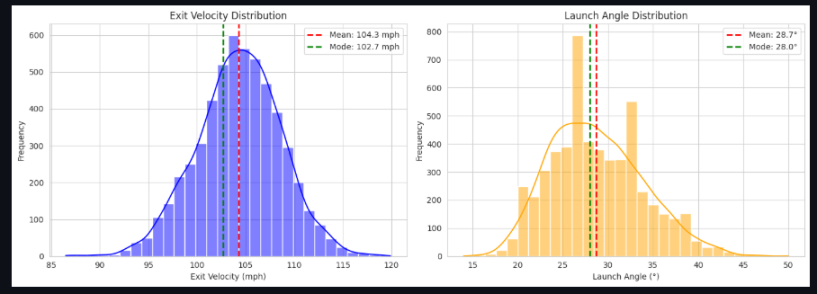 Exit Velocity Distribution
Mean: 104.3 mph
Mode: 102.7 mph
600
500
400
300
200
100
0
Frequency
85 90 95 100 105 110 115 120
Exit Velocity (mph)
Launch Angle Distribution
Mean: 28.7°
Mode: 28.0°
800
700
600
500
400
300
200
100
0
Frequency
15 20 25 30 35 40 45 50
Launch Angle (°)